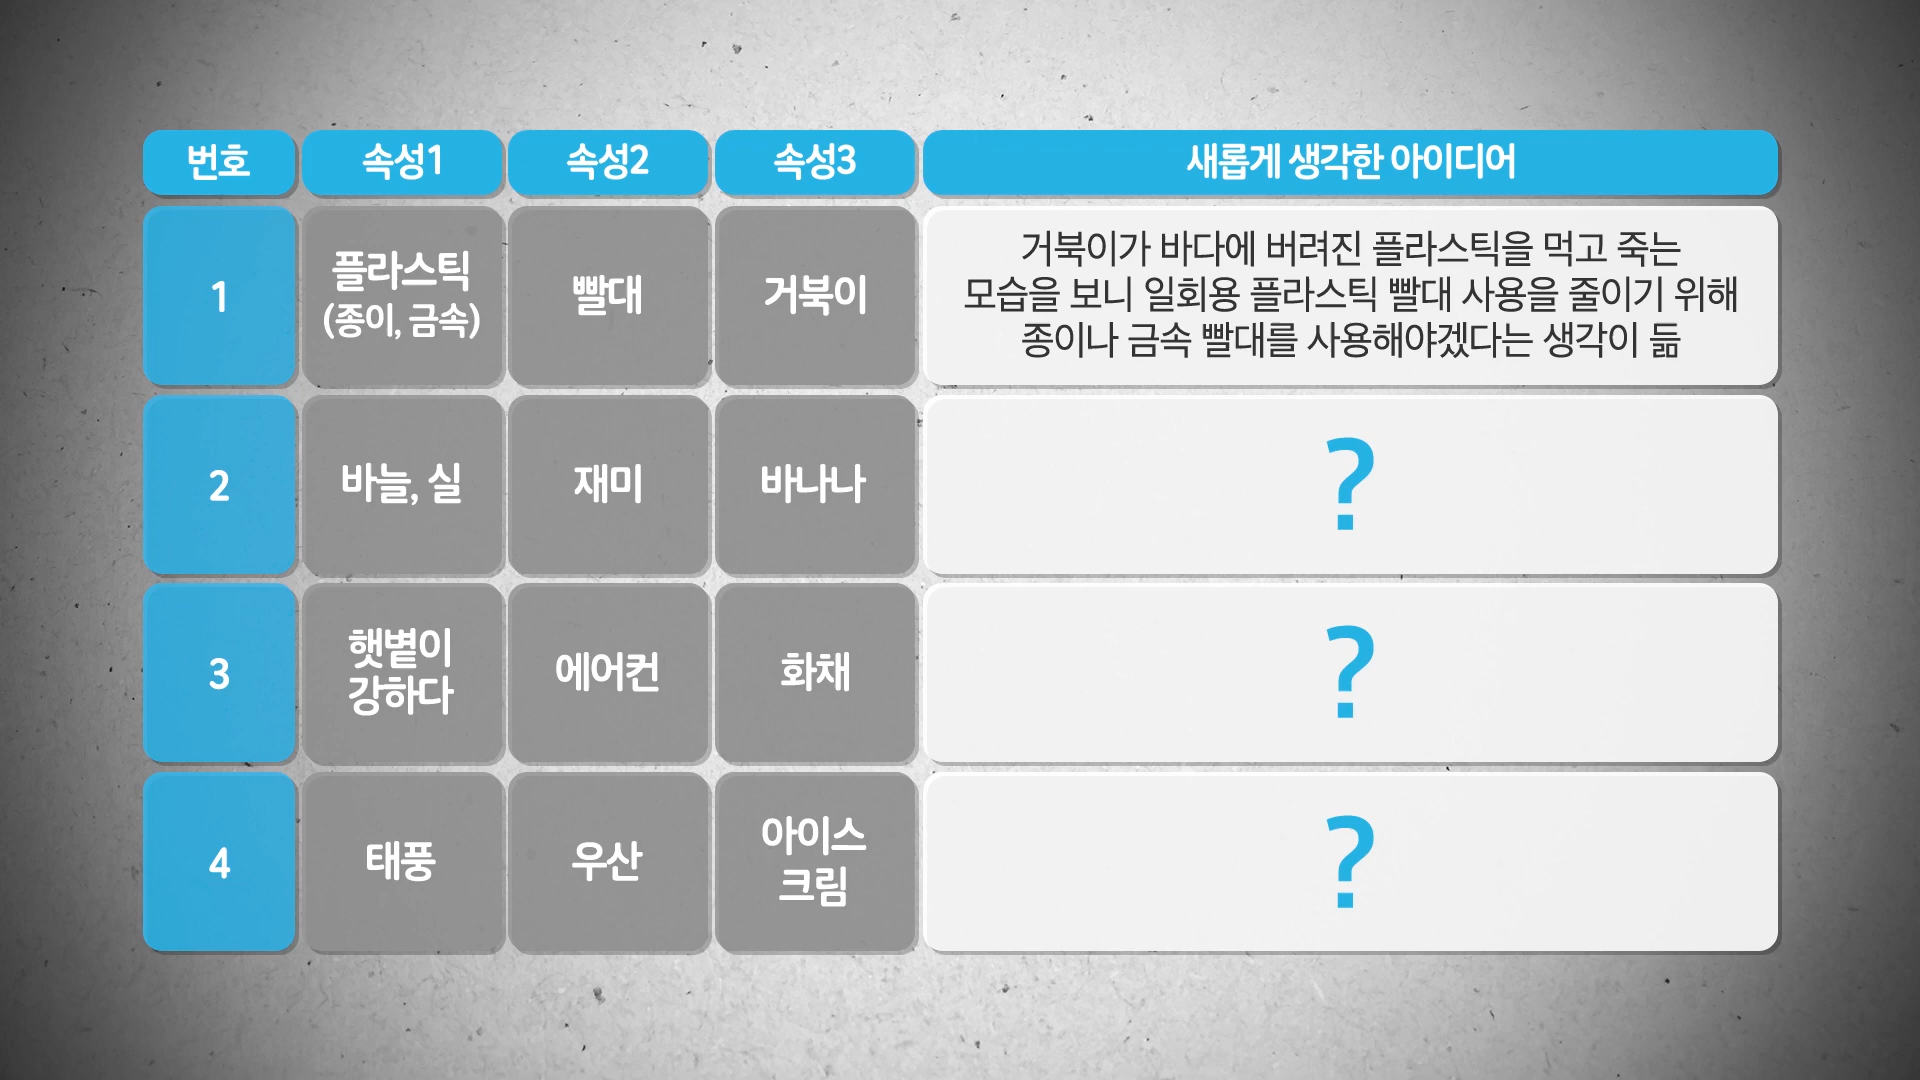 번호 속성1 속성2 속성3 새롭게 생각한 아이디어
1
플라스틱
(종이, 금속)
빨대
거북이
거북이가 바다에 버려진 플라스틱을 먹고 죽는
모습을 보니 일회용 플라스틱 빨대 사용을 줄이기 위해
종이나 금속 빨대를 사용해야겠다는 생각이 듦
2
바늘, 실
재미
바나나
?
3
햇볕이
강하다
에어컨
화채
?
4
태풍
우산
아이스
크림
?